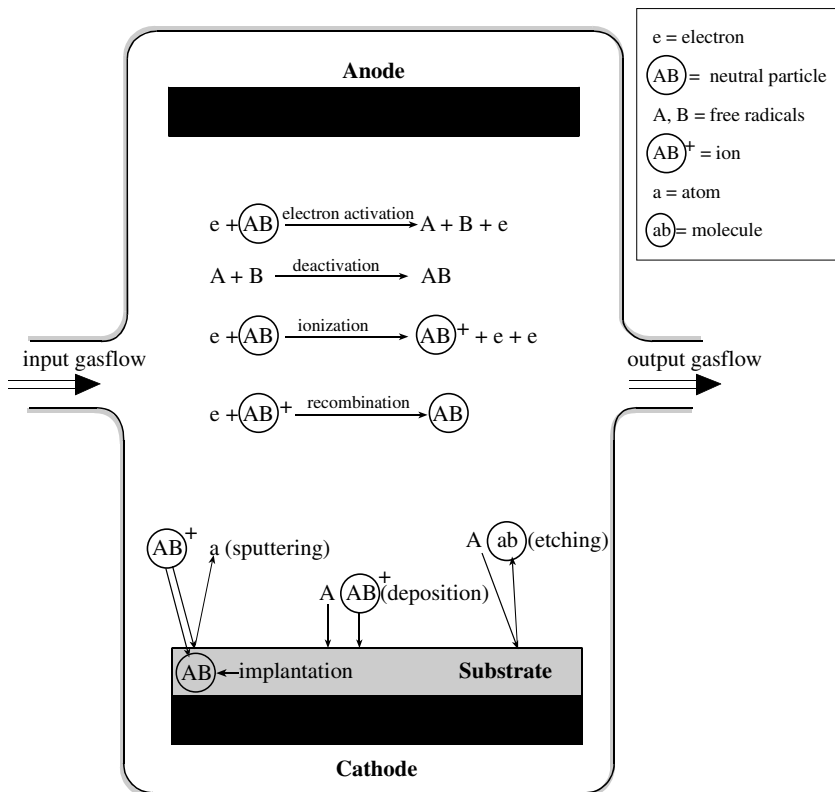 Anode
e = electron
AB = neutral particle
A, B = free radicals
AB+ = ion
a = atom
ab = molecule
e + AB electron activation A + B + e
A + B deactivation AB
e + AB ionization AB+ + e + e
input gasflow
output gasflow
e + AB+ recombination AB
AB+ a (sputtering)
A ab (etching)
A AB+ (deposition)
AB implantation Substrate
Cathode